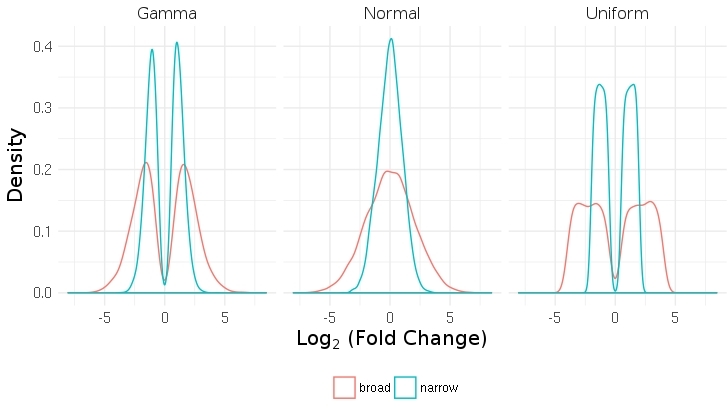 Gamma Normal Uniform
Density
0.4
0.3
0.2
0.1
0.0
-5 0 5 -5 0 5 -5 0 5
Log₂ (Fold Change)
broad narrow